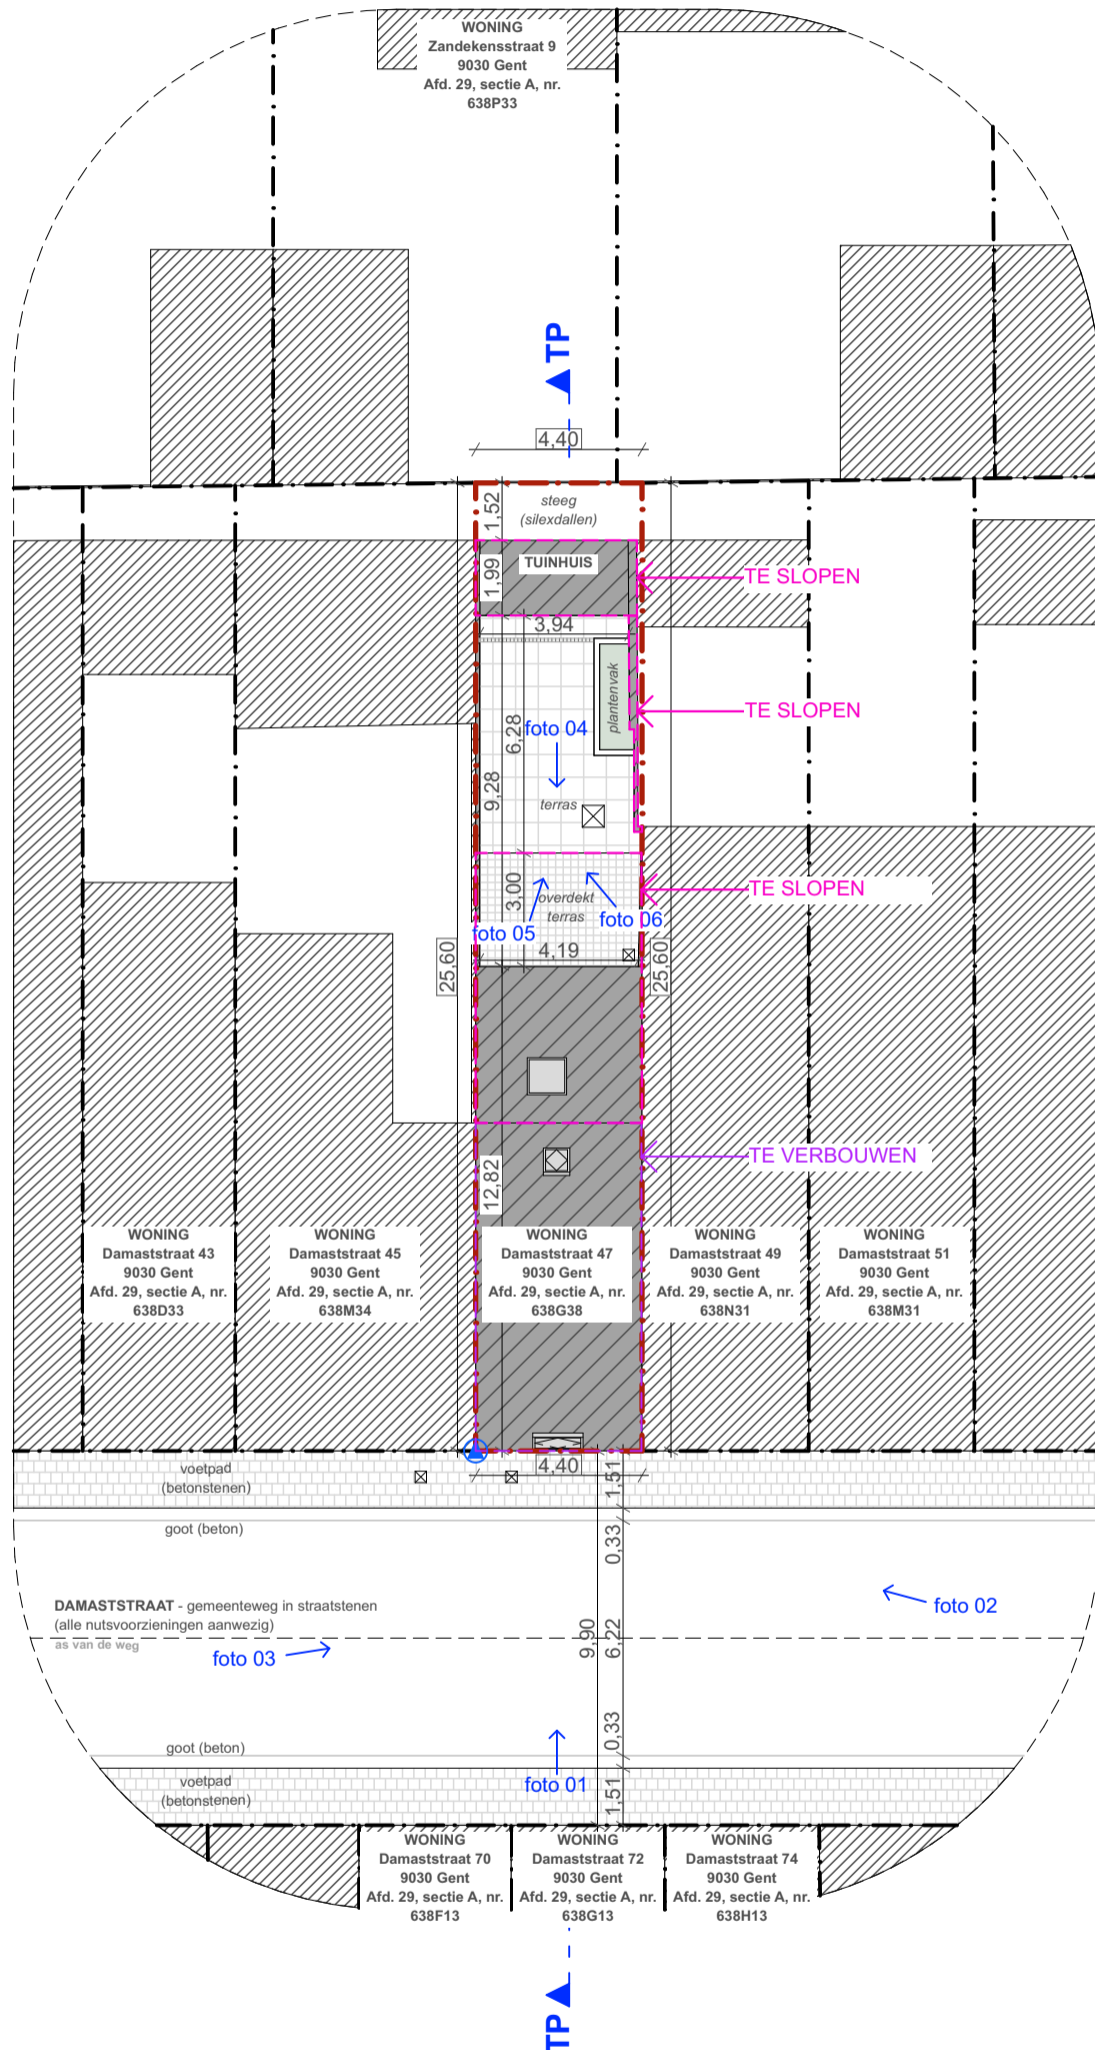 WONING
Zandekensstraat 9
9030 Gent
Afd. 29, sectie A, nr.
638P33
TP
4,40
steeg
(silexdallen)
1,52
TUINHUIS
1,99
TE SLOPEN
3,94
plantenvak
TE SLOPEN
foto 04
6,28
9,28
terras
3,00
overdekt
terras
TE SLOPEN
foto 05
foto 06
4,19
25,60
25,60
TE VERBOUWEN
12,82
WONING
Damaststraat 43
9030 Gent
Afd. 29, sectie A, nr.
638D33
WONING
Damaststraat 45
9030 Gent
Afd. 29, sectie A, nr.
638M34
WONING
Damaststraat 47
9030 Gent
Afd. 29, sectie A, nr.
638G38
WONING
Damaststraat 49
9030 Gent
Afd. 29, sectie A, nr.
638N31
WONING
Damaststraat 51
9030 Gent
Afd. 29, sectie A, nr.
638M31
4,40
1,51
voetpad
(betonstenen)
goot (beton)
0,33
DAMASTSTRAAT - gemeenteweg in straatstenen
(alle nutsvoorzieningen aanwezig)
as van de weg
foto 02
foto 03
9,90
6,22
0,33
goot (beton)
foto 01
voetpad
(betonstenen)
1,51
WONING
Damaststraat 70
9030 Gent
Afd. 29, sectie A, nr.
638F13
WONING
Damaststraat 72
9030 Gent
Afd. 29, sectie A, nr.
638G13
WONING
Damaststraat 74
9030 Gent
Afd. 29, sectie A, nr.
638H13
TP